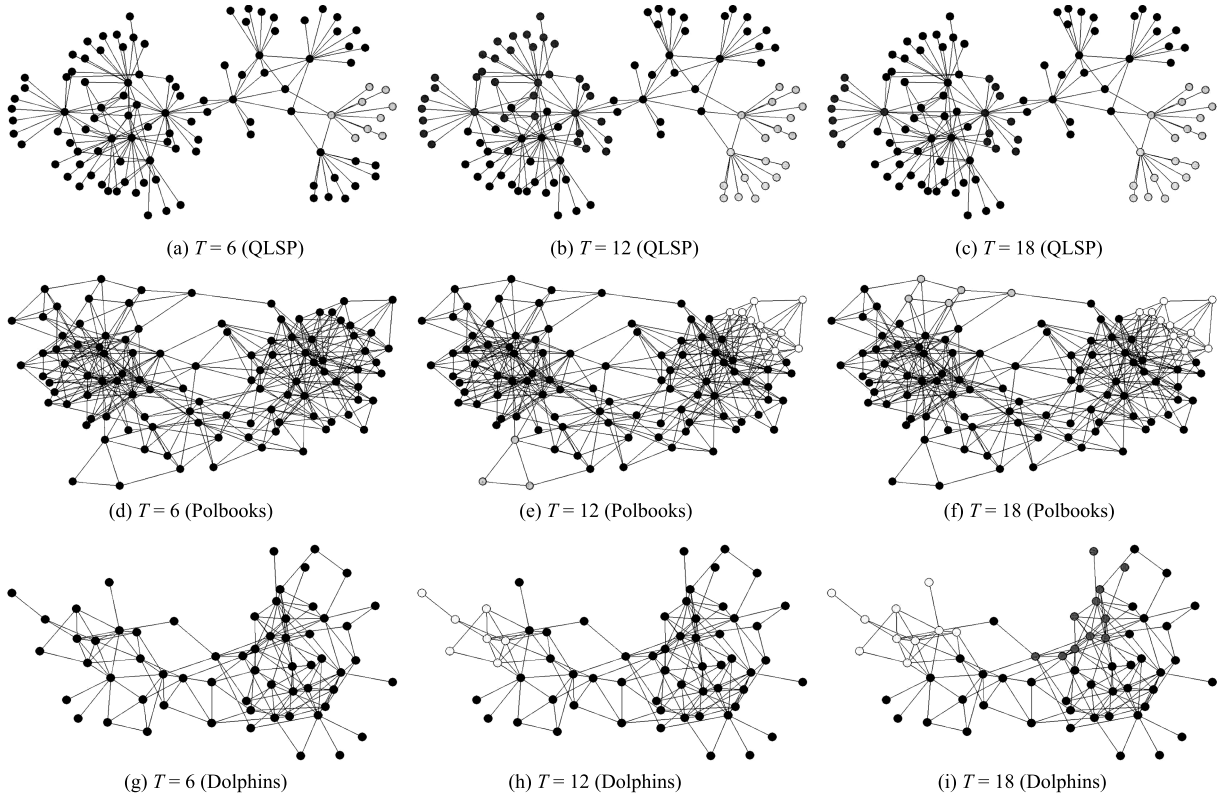 (a) T = 6 (QLSP)
(b) T = 12 (QLSP)
(c) T = 18 (QLSP)
(d) T = 6 (Polbooks)
(e) T = 12 (Polbooks)
(f) T = 18 (Polbooks)
(g) T = 6 (Dolphins)
(h) T = 12 (Dolphins)
(i) T = 18 (Dolphins)